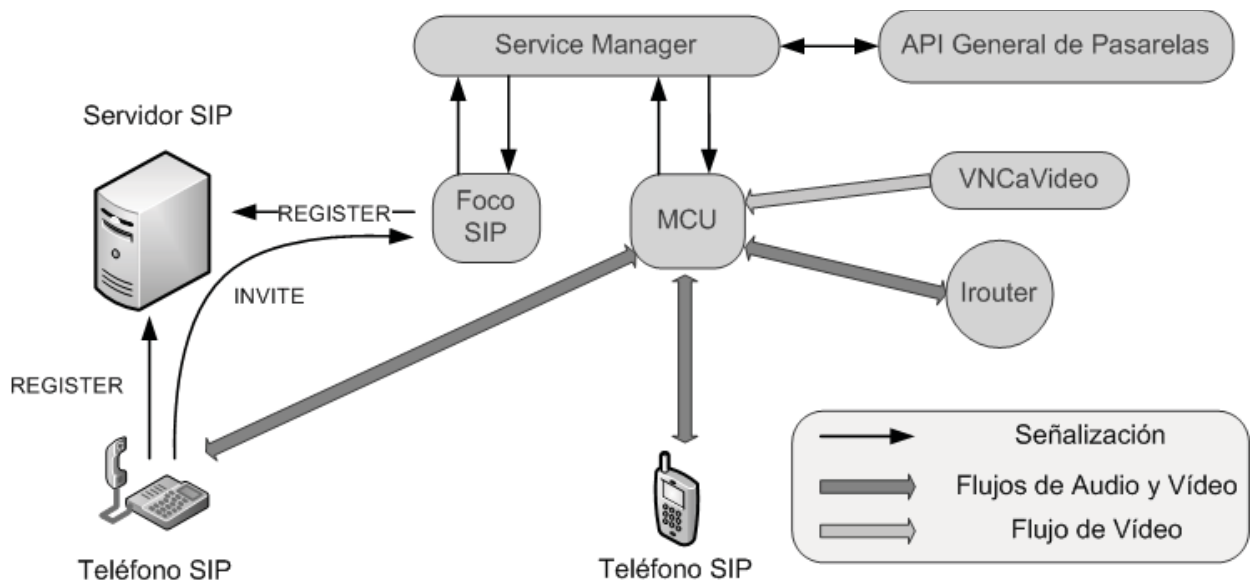 Service Manager
API General de Pasarelas
Servidor SIP
VNCaVideo
Foco
SIP
MCU
REGISTER
INVITE
Irouter
REGISTER
Señalización
Flujos de Audio y Vídeo
Flujo de Vídeo
Teléfono SIP
Teléfono SIP